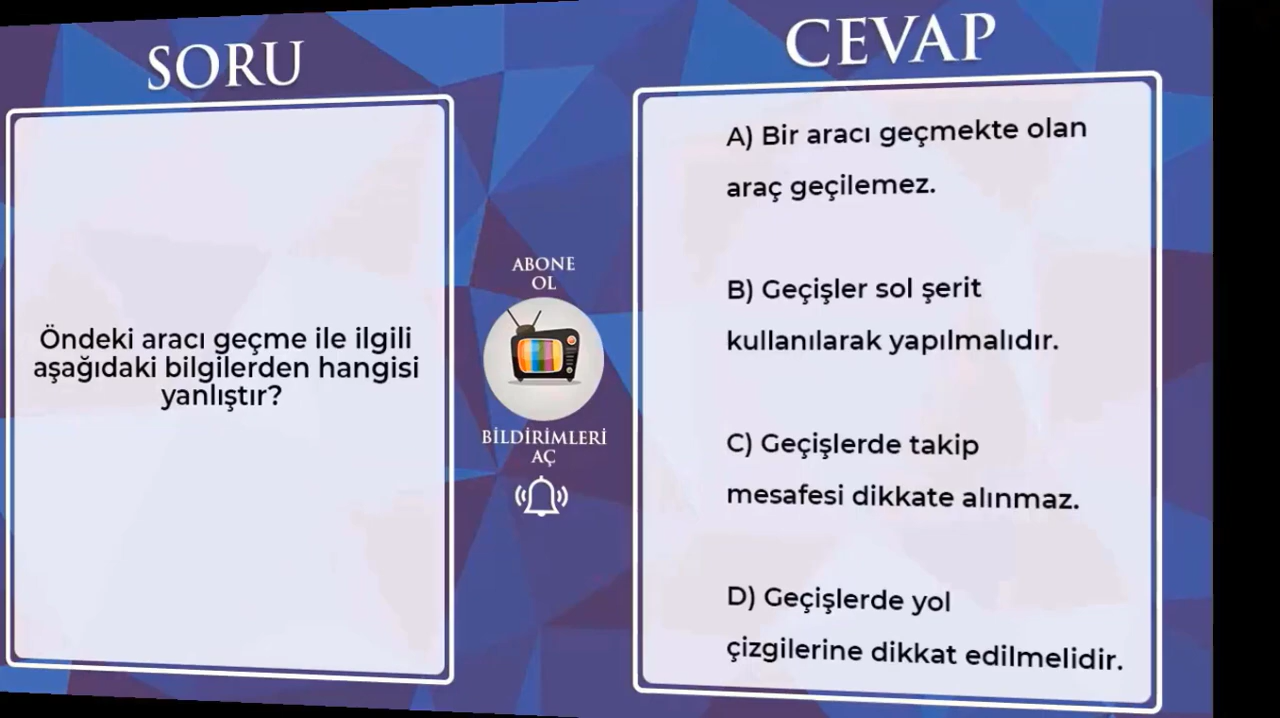 SORU
Öndeki aracı geçme ile ilgili
aşağıdaki bilgilerden hangisi
yanlıştır?
ABONE
OL
BİLDİRİMLERİ
AÇ
CEVAP
A) Bir aracı geçmekte olan
araç geçilemez.
B) Geçişler sol şerit
kullanılarak yapılmalıdır.
C) Geçişlerde takip
mesafesi dikkate alınmaz.
D) Geçişlerde yol
çizgilerine dikkat edilmelidir.